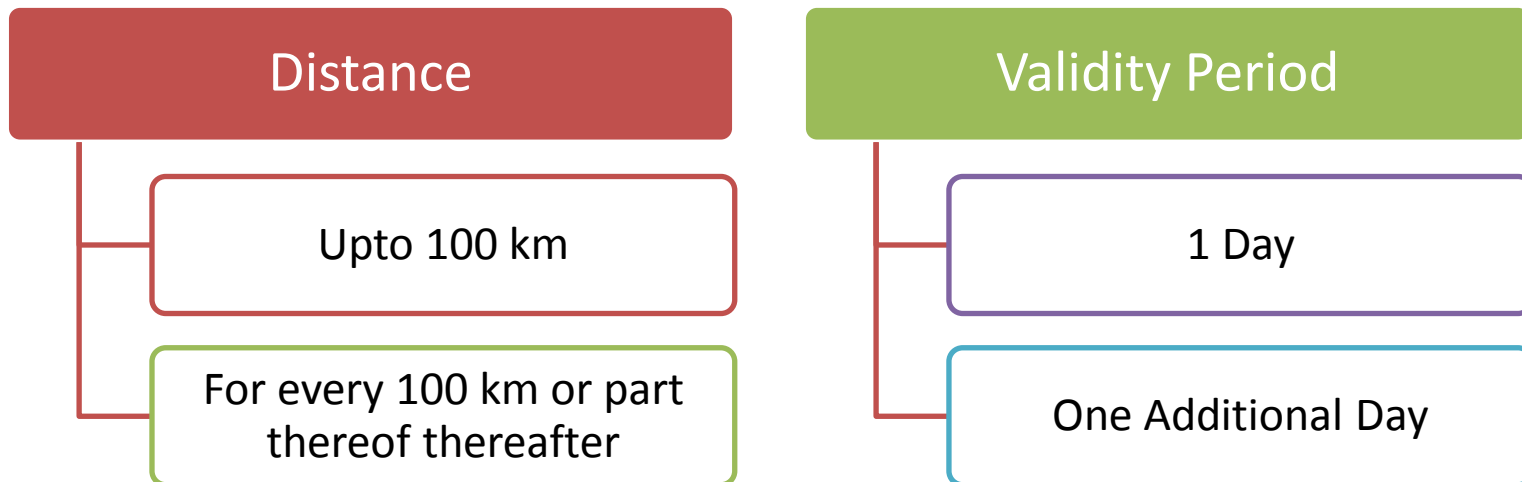 Distance
Upto 100 km
For every 100 km or part
thereof thereafter
Validity Period
1 Day
One Additional Day